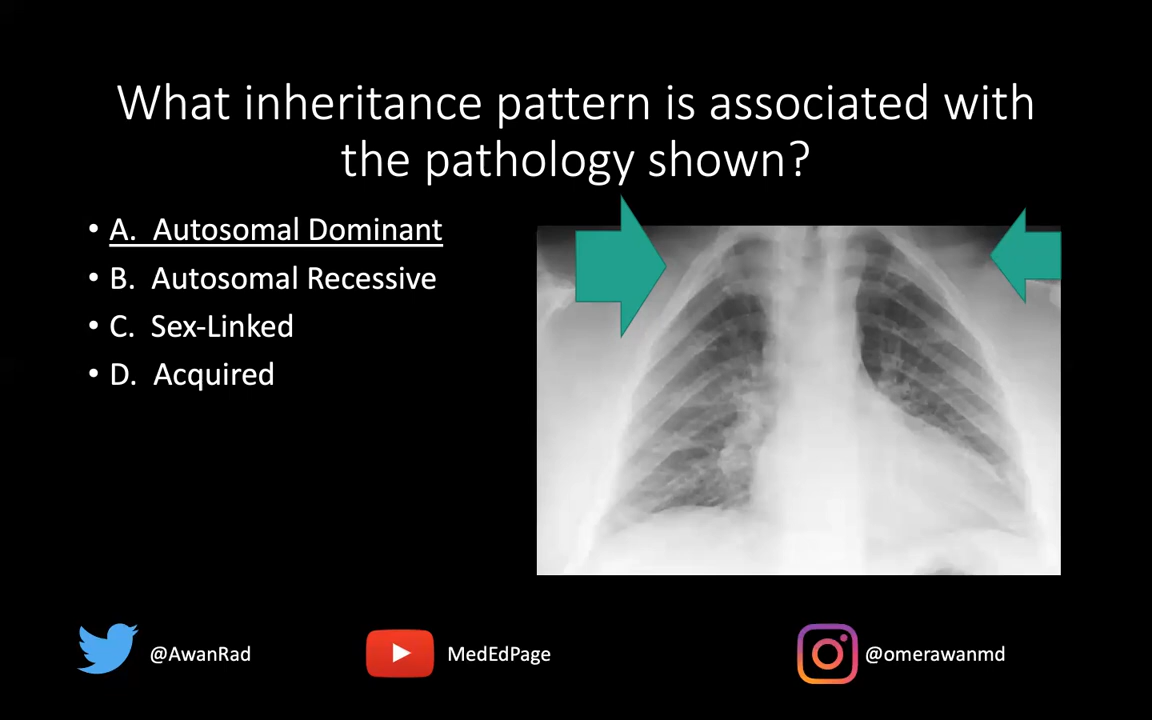 What inheritance pattern is associated with
the pathology shown?
• A. Autosomal Dominant
• B. Autosomal Recessive
• C. Sex-Linked
• D. Acquired
@AwanRad
MedEdPage
@omerawanmd